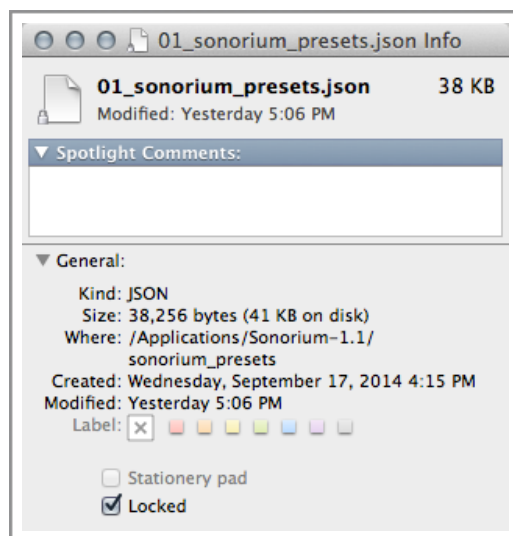 01_sonorium_presets.json Info
01_sonorium_presets.json 38 KB
Modified: Yesterday 5:06 PM
▼ Spotlight Comments:
▼ General:
Kind: JSON
Size: 38,256 bytes (41 KB on disk)
Where: /Applications/Sonorium-1.1/
sonorium_presets
Created: Wednesday, September 17, 2014 4:15 PM
Modified: Yesterday 5:06 PM
Label:
Stationery pad
Locked